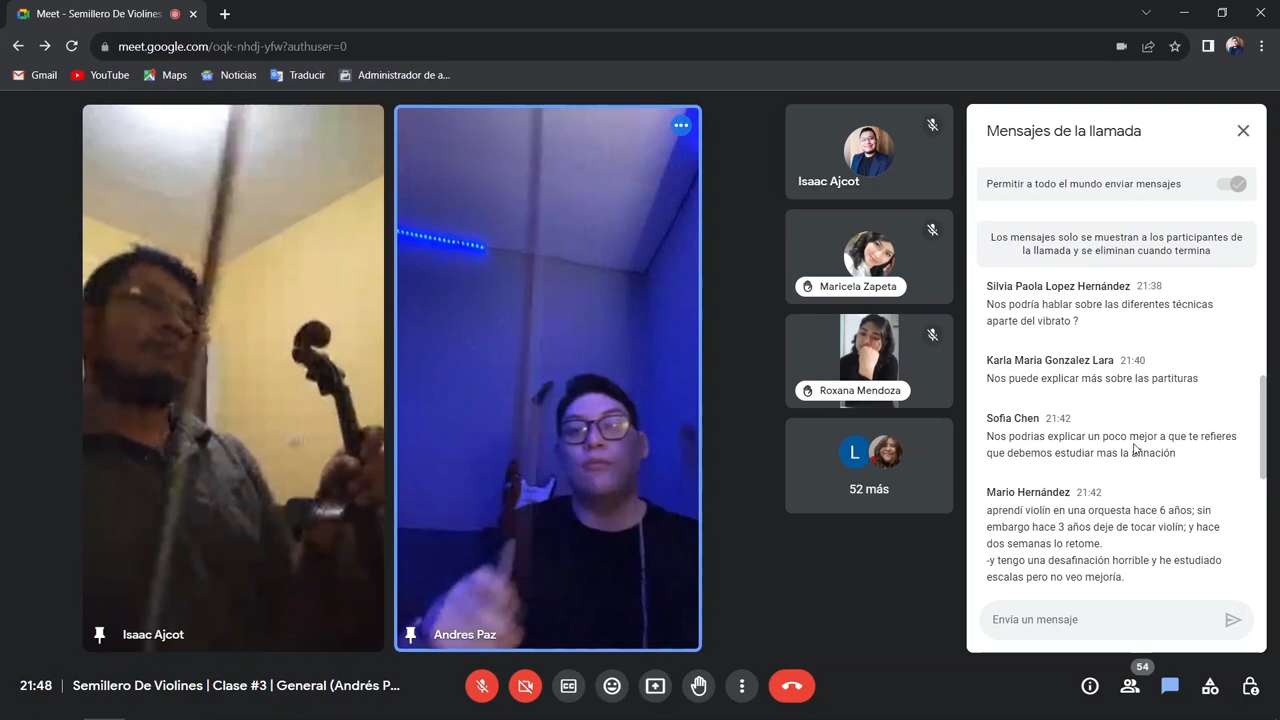 Meet - Semillero De Violines
meet.google.com/oqk-nhdj-yfw?authuser=0
Gmail
YouTube
Maps
Noticias
Traducir
Administrador de a...
Isaac Ajcot
Andres Paz
Isaac Ajcot
Maricela Zapeta
Roxana Mendoza
L
52 más
Mensajes de la llamada
Permitir a todo el mundo enviar mensajes
Los mensajes solo se muestran a los participantes de
la llamada y se eliminan cuando termina
Silvia Paola Lopez Hernández 21:38
Nos podría hablar sobre las diferentes técnicas
aparte del vibrato ?
Karla Maria Gonzalez Lara 21:40
Nos puede explicar más sobre las partituras
Sofia Chen 21:42
Nos podrias explicar un poco mejor a que te refieres
que debemos estudiar mas la
Mario Hernández 21:42
aprendí violín en una orquesta hace 6 años; sin
embargo hace 3 años deje de tocar violín; y hace
dos semanas lo retome.
-y tengo una desafinación horrible y he estudiado
escalas pero no veo mejoría.
Envía un mensaje
21:48 | Semillero De Violines | Clase #3 | General (Andrés P...
54